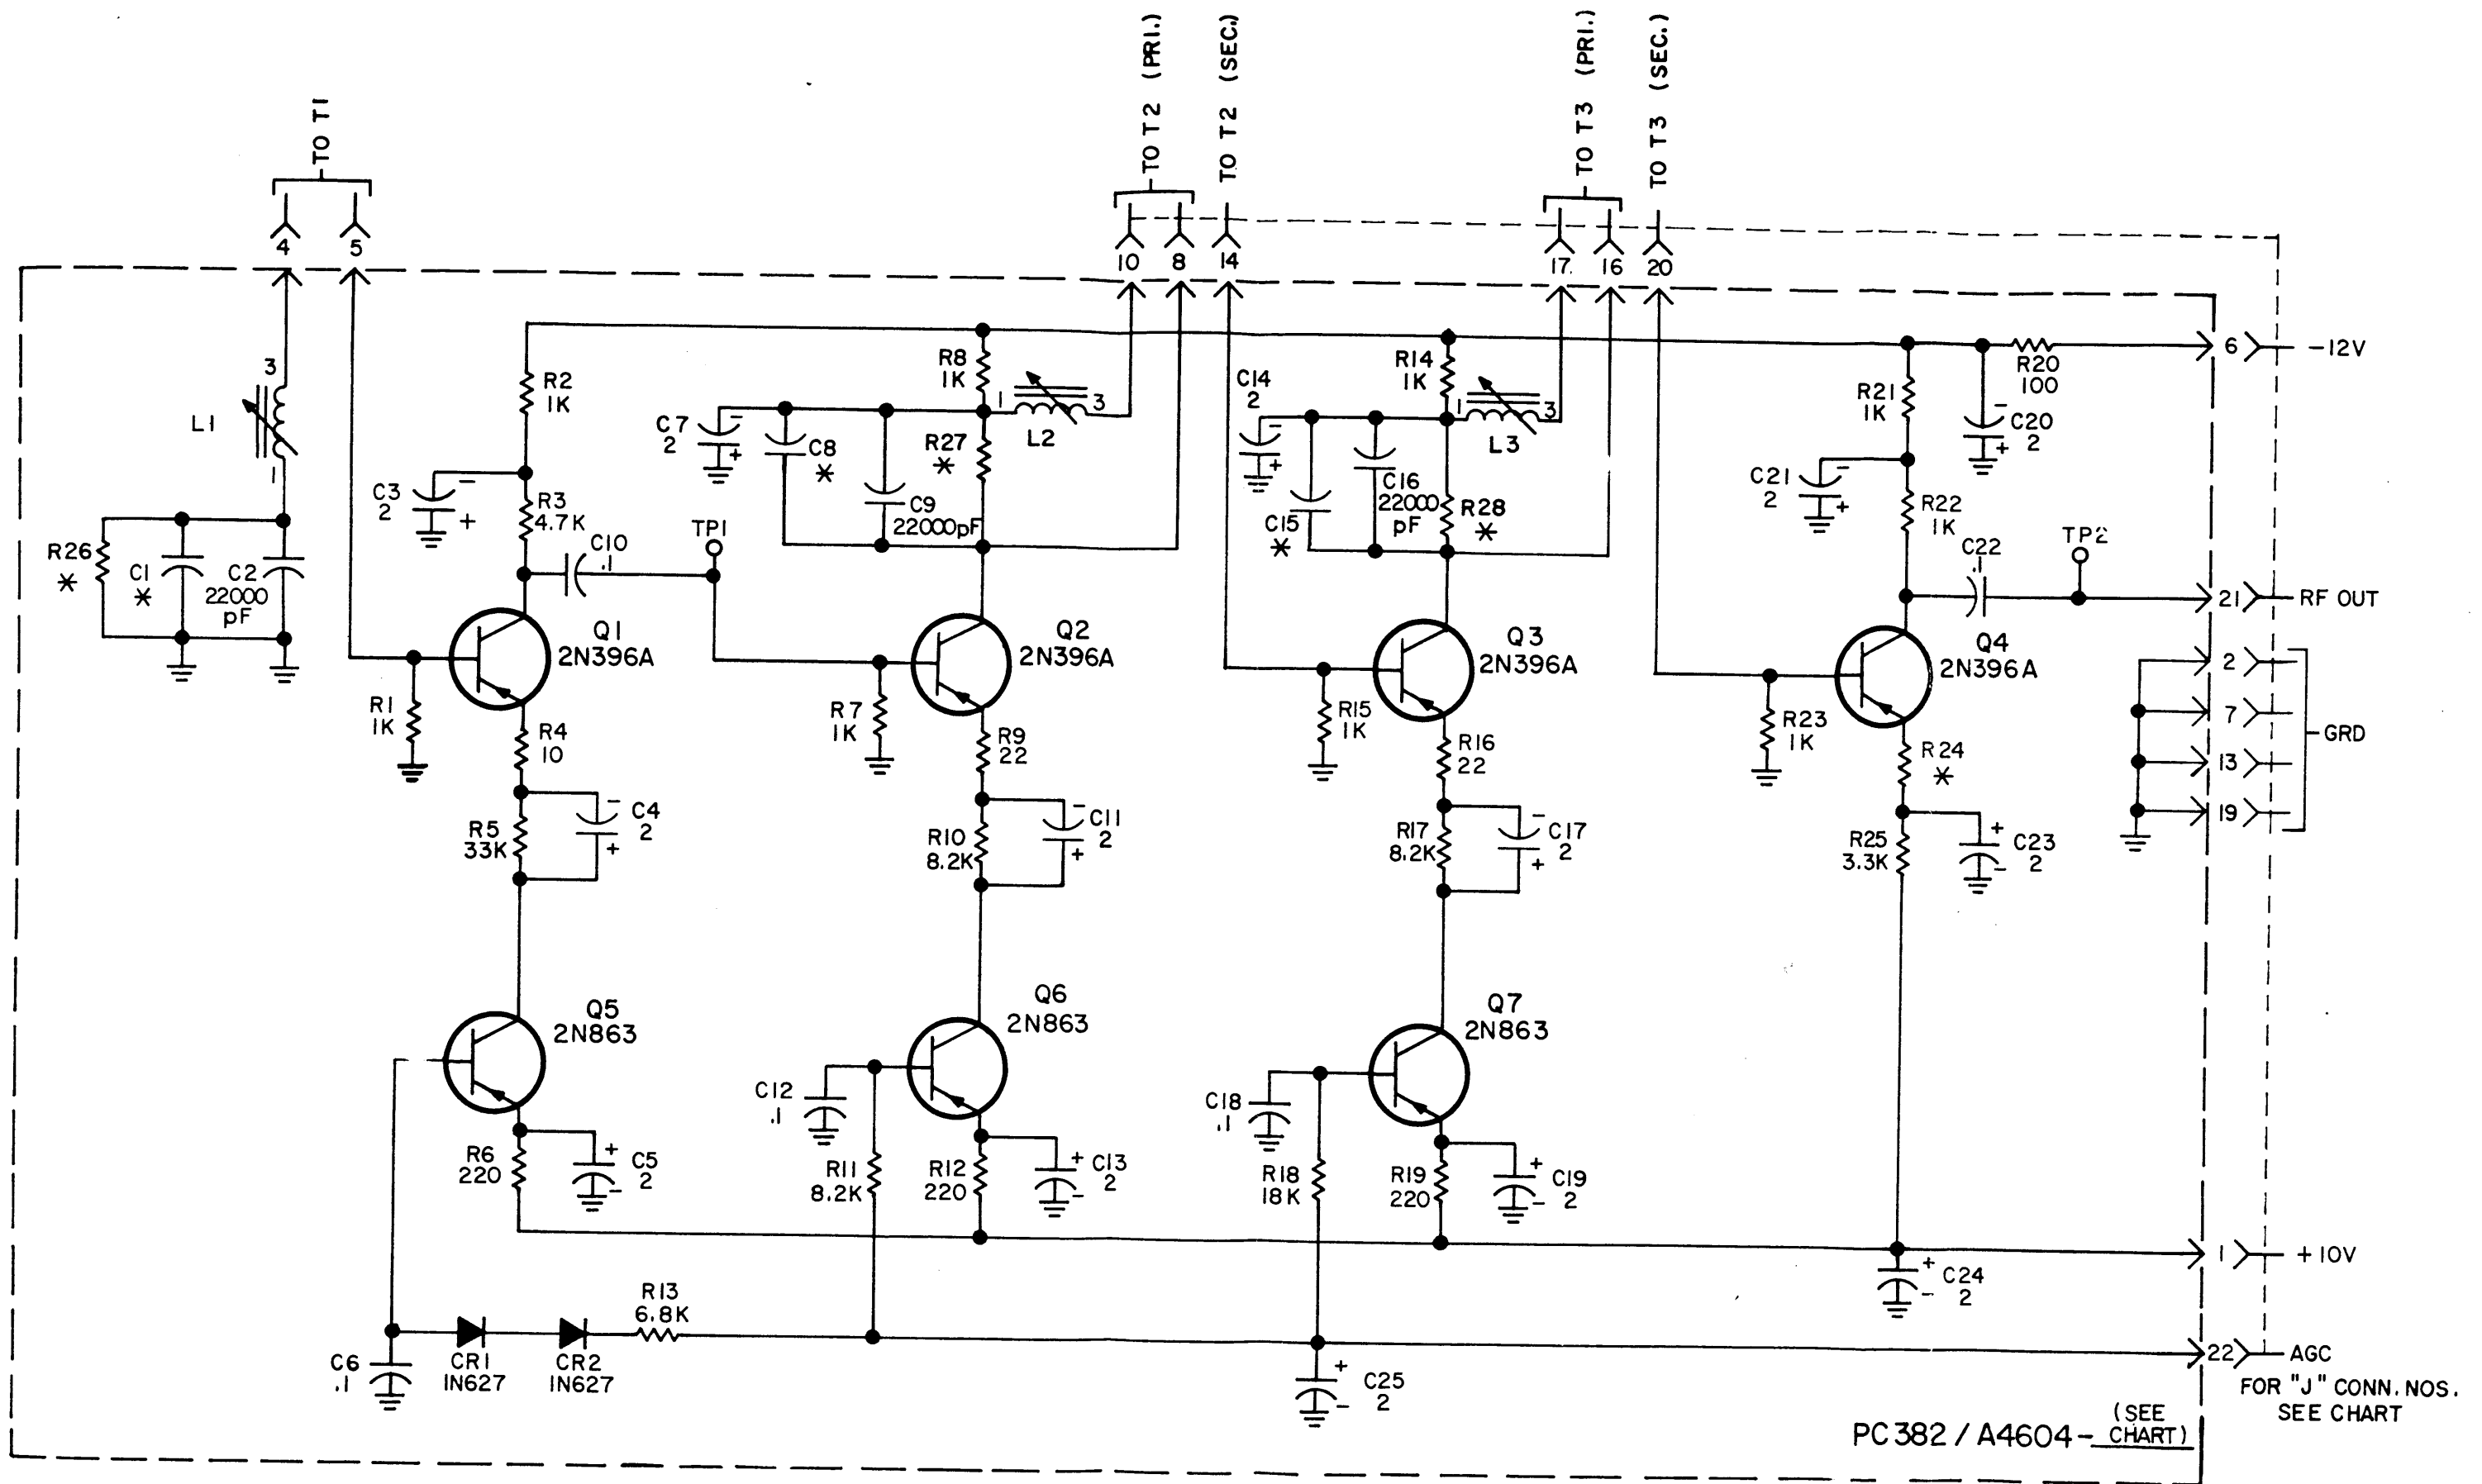 TO T1
TO T2 (PRI.)
TO T2 (SEC.)
TO T3 (PRI.)
TO T3 (SEC.)
4 5
10 8 14
17. 16 20
3
L1
1
R26
*
C1
*
C2
22000
pF
R2
1K
C3
2
-
+
R3
4.7K
C10
.1
TP1
C7
2
-
+
C8
*
C9
22000pF
R8
1K
R27
*
1
3
L2
C14
2
-
+
C15
*
C16
22000
pF
R14
1K
R28
*
1
3
L3
R21
1K
R20
100
6
-12V
C20
2
-
+
C21
2
-
+
R22
1K
C22
.1
TP2
21
RF OUT
2
7
13
19
GRD
Q1
2N396A
Q2
2N396A
Q3
2N396A
Q4
2N396A
R1
1K
R4
10
R7
1K
R9
22
R15
1K
R16
22
R23
1K
R24
*
R5
33K
C4
2
-
+
R10
8.2K
C11
2
-
+
R17
8.2K
C17
2
-
+
R25
3.3K
C23
2
+
-
Q5
2N863
Q6
2N863
Q7
2N863
R6
220
C5
2
+
-
C12
.1
R11
8.2K
R12
220
C13
2
+
-
C18
.1
R18
18K
R19
220
C19
2
+
-
1
+10V
C24
2
+
-
C6
.1
CR1
1N627
CR2
1N627
R13
6.8K
C25
2
+
-
22
AGC
FOR "J" CONN. NOS.
SEE CHART
PC382 / A4604- (SEE
CHART)